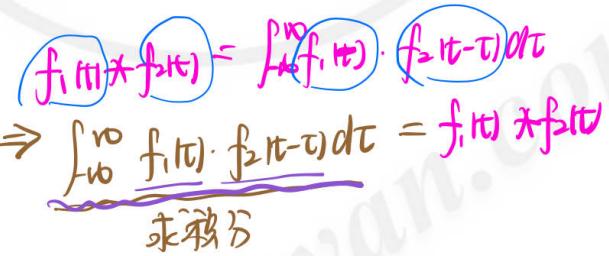 f₁(t) * f₂(t) = ∫_{-∞}^{∞} f₁(τ) · f₂(t-τ) dτ
⇒ ∫_{-∞}^{∞} f₁(τ) · f₂(t-τ) dτ = f₁(t) * f₂(t)
求积分